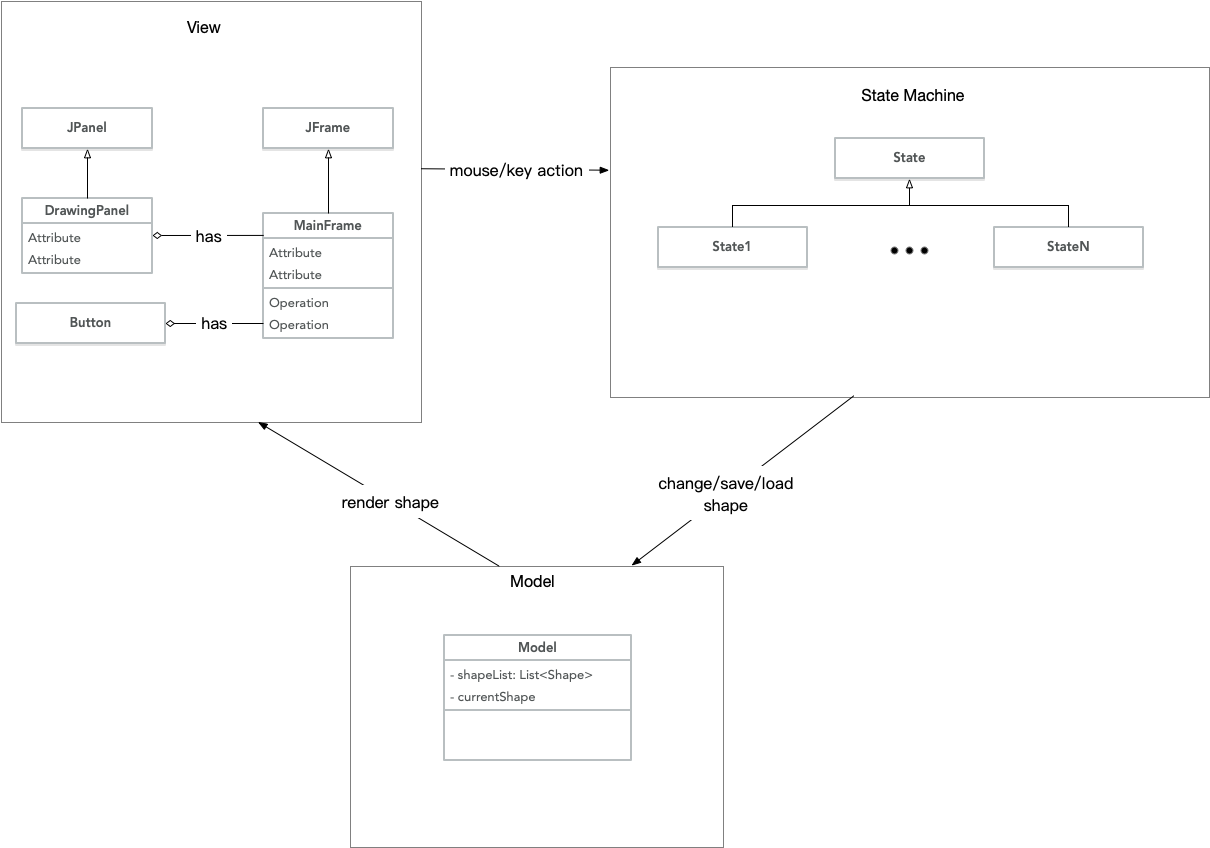 View
JPanel
JFrame
DrawingPanel
Attribute
Attribute
has
MainFrame
Attribute
Attribute
Operation
Operation
Button
has
mouse/key action
State Machine
State
State1
StateN
change/save/load
shape
render shape
Model
Model
- shapeList: List<Shape>
- currentShape